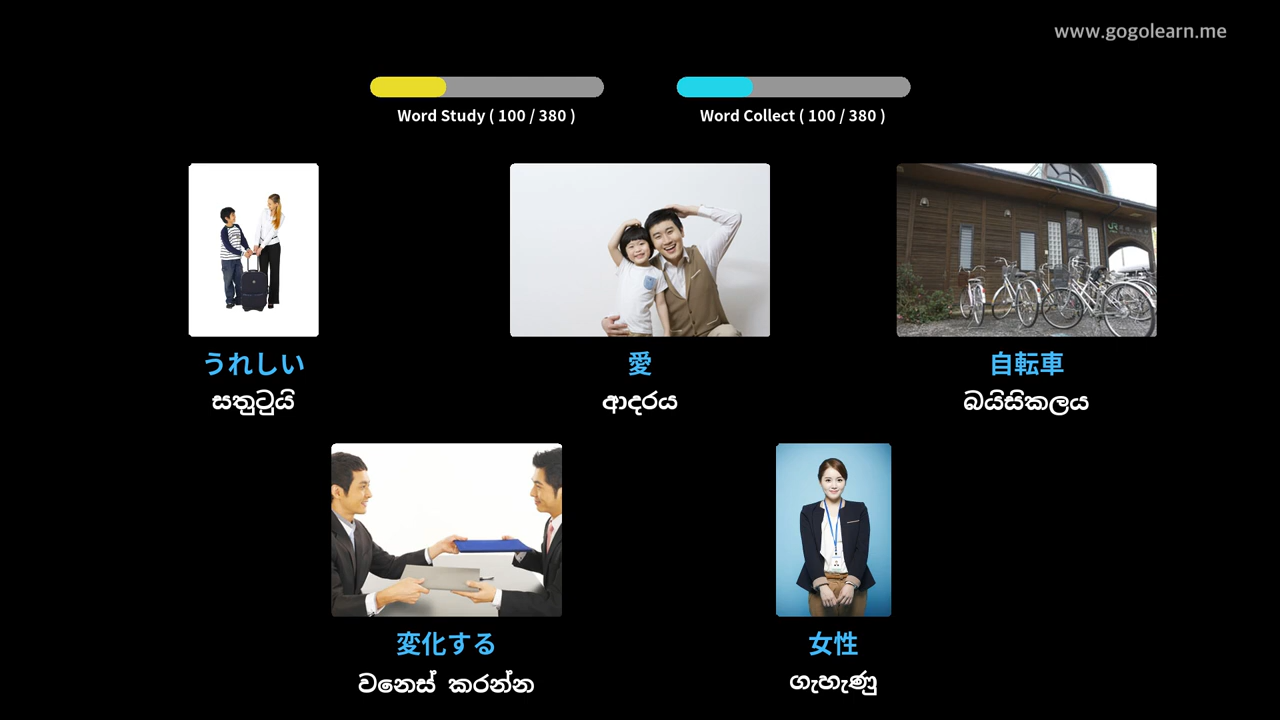 www.gogolearn.me
Word Study ( 100 / 380 )
Word Collect ( 100 / 380 )
うれしい
සතුටුයි
愛
ආදරය
自転車
බයිසිකලය
変化する
වනෙස් කරන්න
女性
ගැහැණු